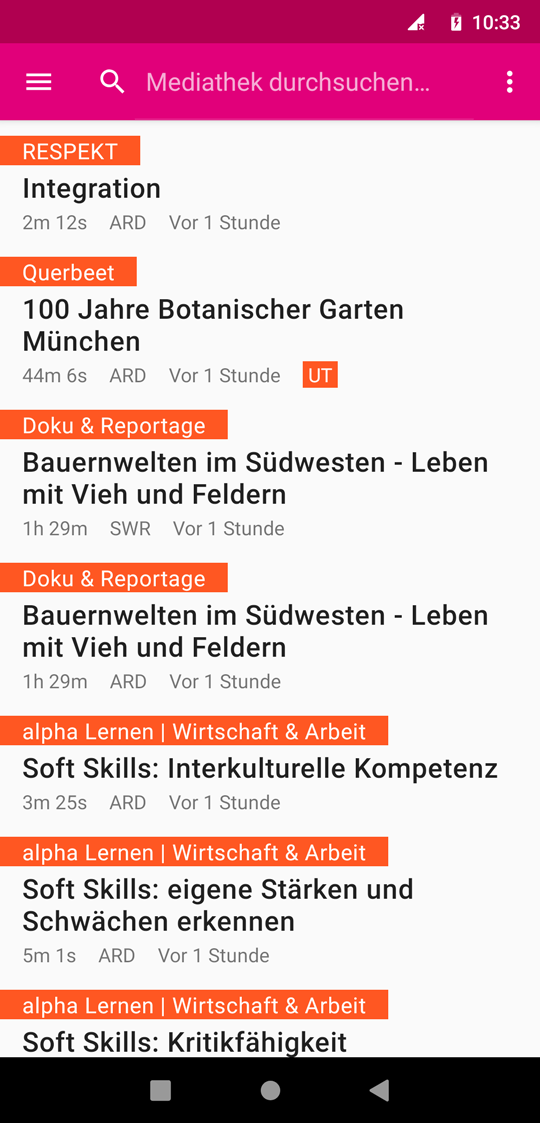 10:33
Mediathek durchsuchen…
RESPEKT
Integration
2m 12s ARD Vor 1 Stunde
Querbeet
100 Jahre Botanischer Garten
München
44m 6s ARD Vor 1 Stunde UT
Doku & Reportage
Bauernwelten im Südwesten - Leben
mit Vieh und Feldern
1h 29m SWR Vor 1 Stunde
Doku & Reportage
Bauernwelten im Südwesten - Leben
mit Vieh und Feldern
1h 29m ARD Vor 1 Stunde
alpha Lernen | Wirtschaft & Arbeit
Soft Skills: Interkulturelle Kompetenz
3m 25s ARD Vor 1 Stunde
alpha Lernen | Wirtschaft & Arbeit
Soft Skills: eigene Stärken und
Schwächen erkennen
5m 1s ARD Vor 1 Stunde
alpha Lernen | Wirtschaft & Arbeit
Soft Skills: Kritikfähigkeit